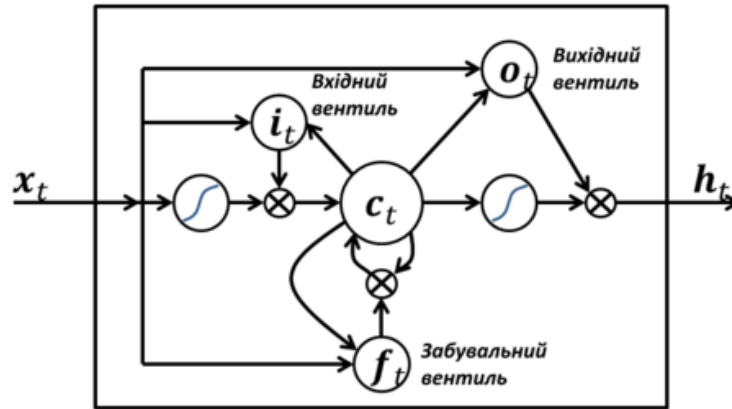 Вхідний
вентиль
Вихідний
вентиль
o_t
i_t
x_t
c_t
h_t
f_t
Забувальний
вентиль